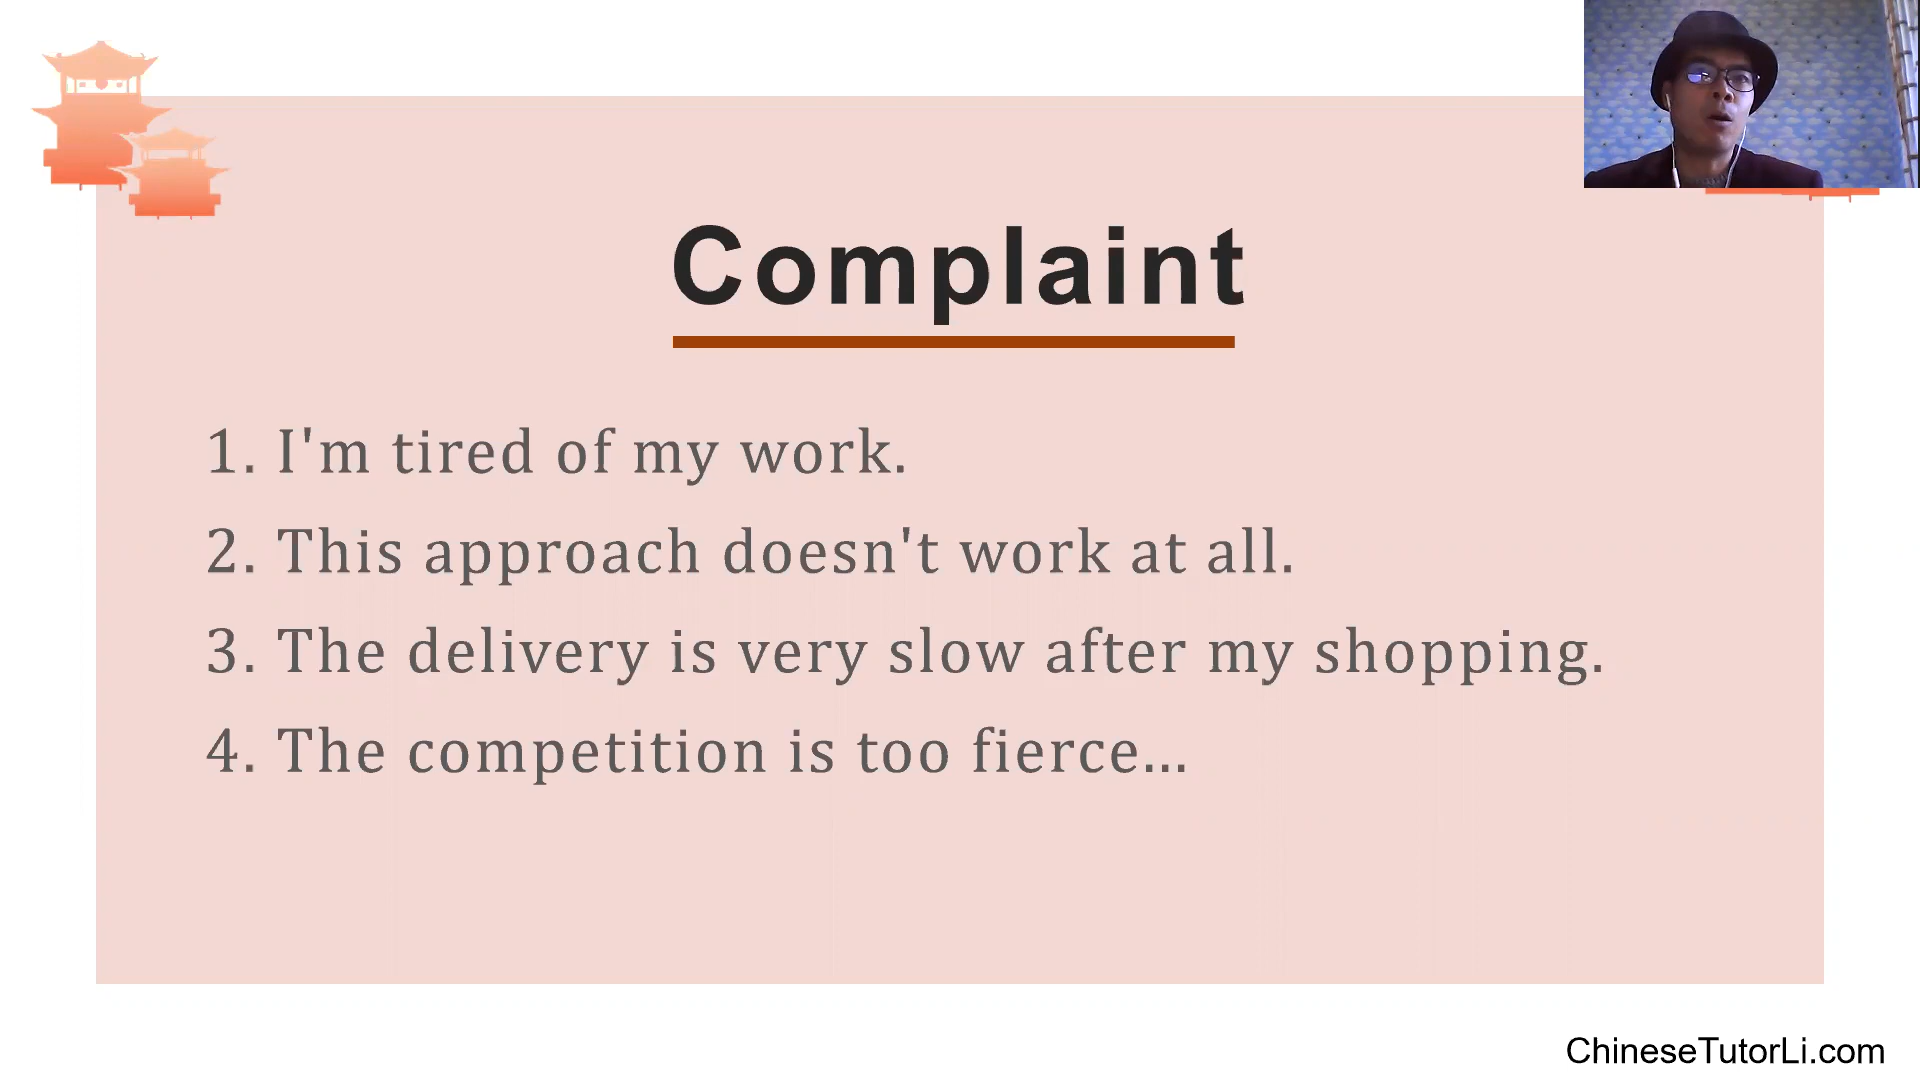 Complaint
1. I'm tired of my work.
2. This approach doesn't work at all.
3. The delivery is very slow after my shopping.
4. The competition is too fierce...
ChineseTutorLi.com